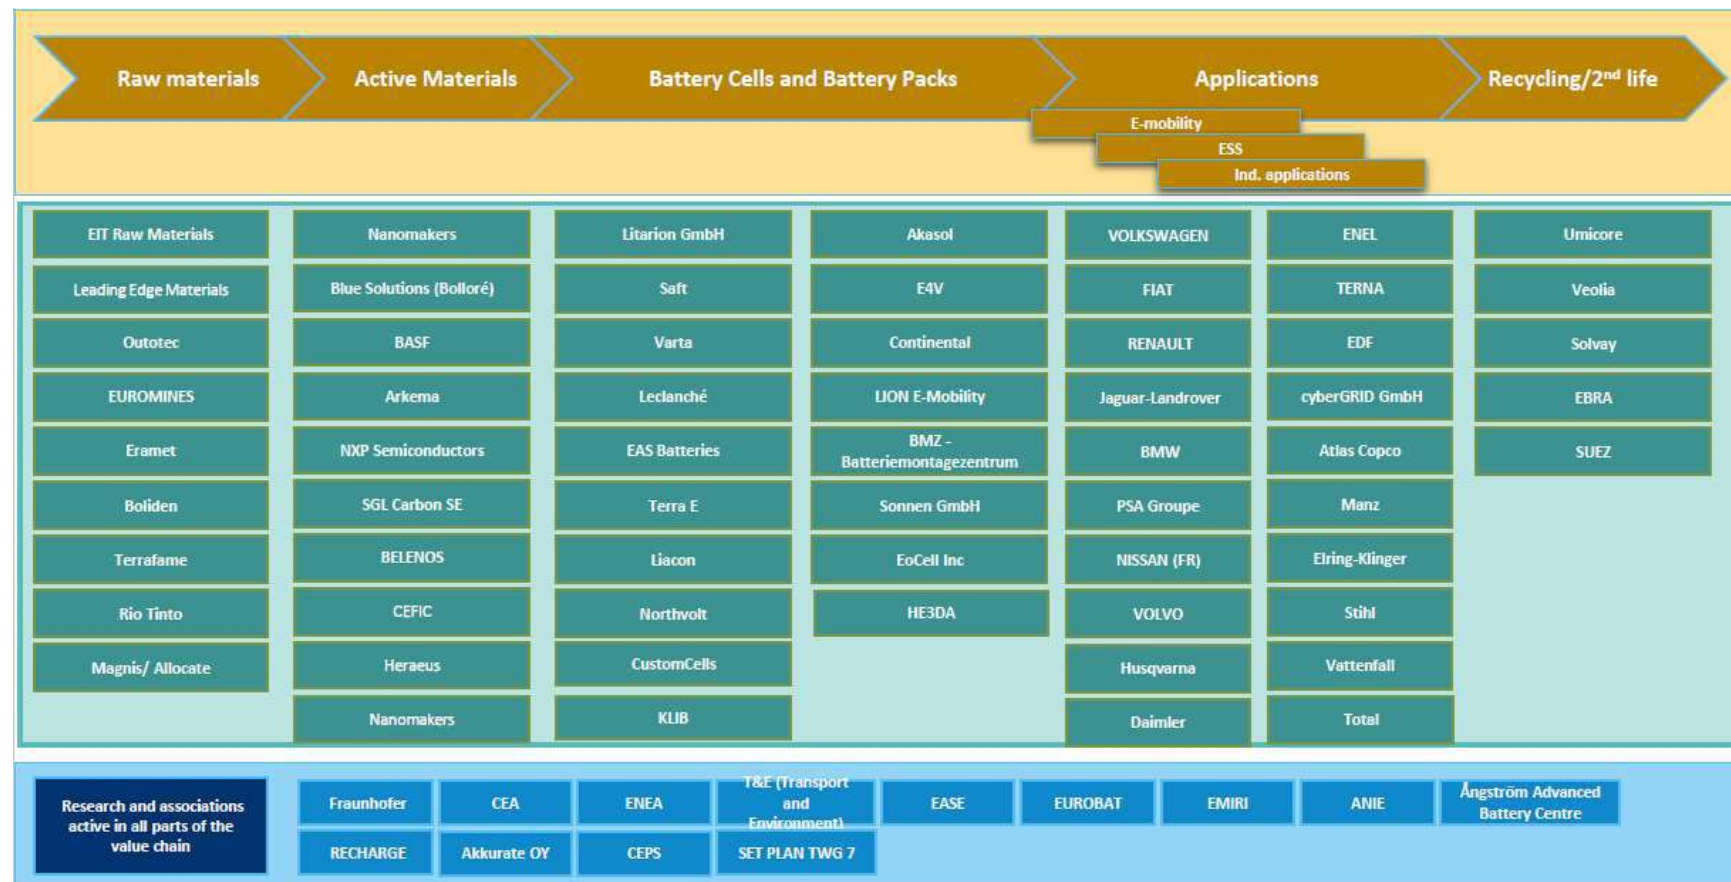 Raw materials
Active Materials
Battery Cells and Battery Packs
Applications
Recycling/2nd life
E-mobility
ESS
Ind. applications
EIT Raw Materials
Leading Edge Materials
Outotec
EUROMINES
Eramet
Boliden
Terrafame
Rio Tinto
Magnis/ Allocate
Nanomakers
Blue Solutions (Bolloré)
BASF
Arkema
NXP Semiconductors
SGL Carbon SE
BELENOS
CEFIC
Heraeus
Nanomakers
Litarion GmbH
Saft
Varta
Leclanché
EAS Batteries
Terra E
Liacon
Northvolt
CustomCells
KLIB
Akasol
E4V
Continental
LION E-Mobility
BMZ -
Batteriemontagezentrum
Sonnen GmbH
EoCell Inc
HE3DA
VOLKSWAGEN
FIAT
RENAULT
Jaguar-Landrover
BMW
PSA Groupe
NISSAN (FR)
VOLVO
Husqvarna
Daimler
ENEL
TERNA
EDF
cyberGRID GmbH
Atlas Copco
Manz
Elring-Klinger
Stihl
Vattenfall
Total
Umicore
Veolia
Solvay
EBRA
SUEZ
Research and associations
active in all parts of the
value chain
Fraunhofer
CEA
ENEA
T&E (Transport
and
Environment)
EASE
EUROBAT
EMIRI
ANIE
Ångström Advanced
Battery Centre
RECHARGE
Akkurate OY
CEPS
SET PLAN TWG 7